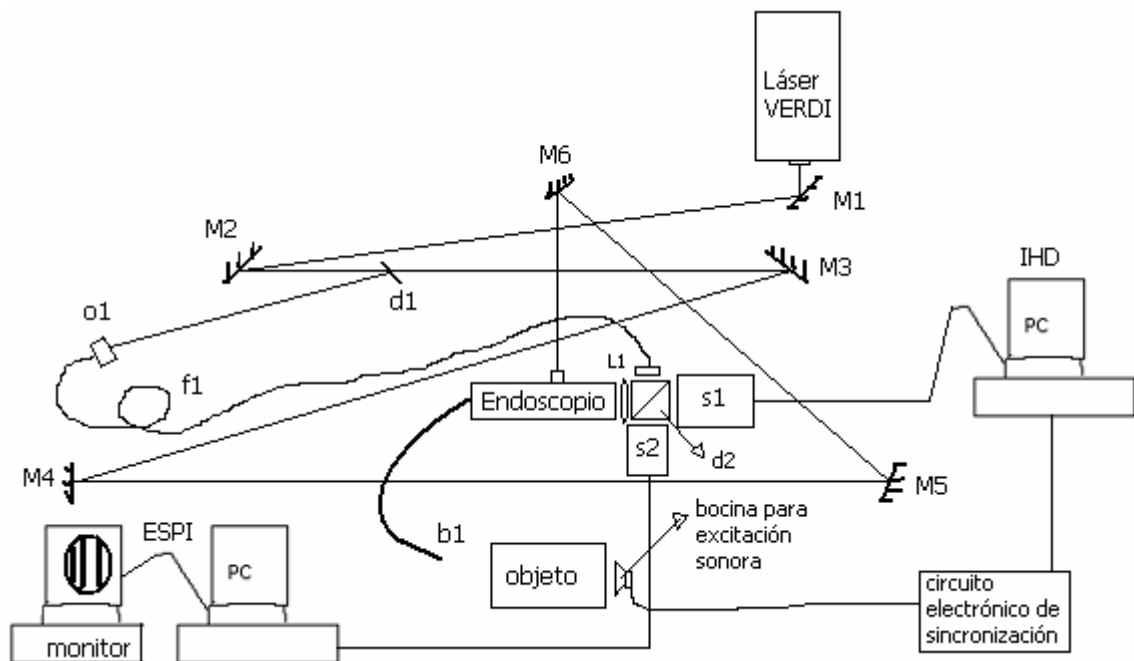 Láser
VERDI
M6
M1
M2
M3
IHD
d1
o1
PC
f1
L1
Endoscopio
s1
s2
d2
M4
M5
bocina para
excitación
sonora
ESPI
b1
PC
objeto
circuito
electrónico de
sincronización
monitor